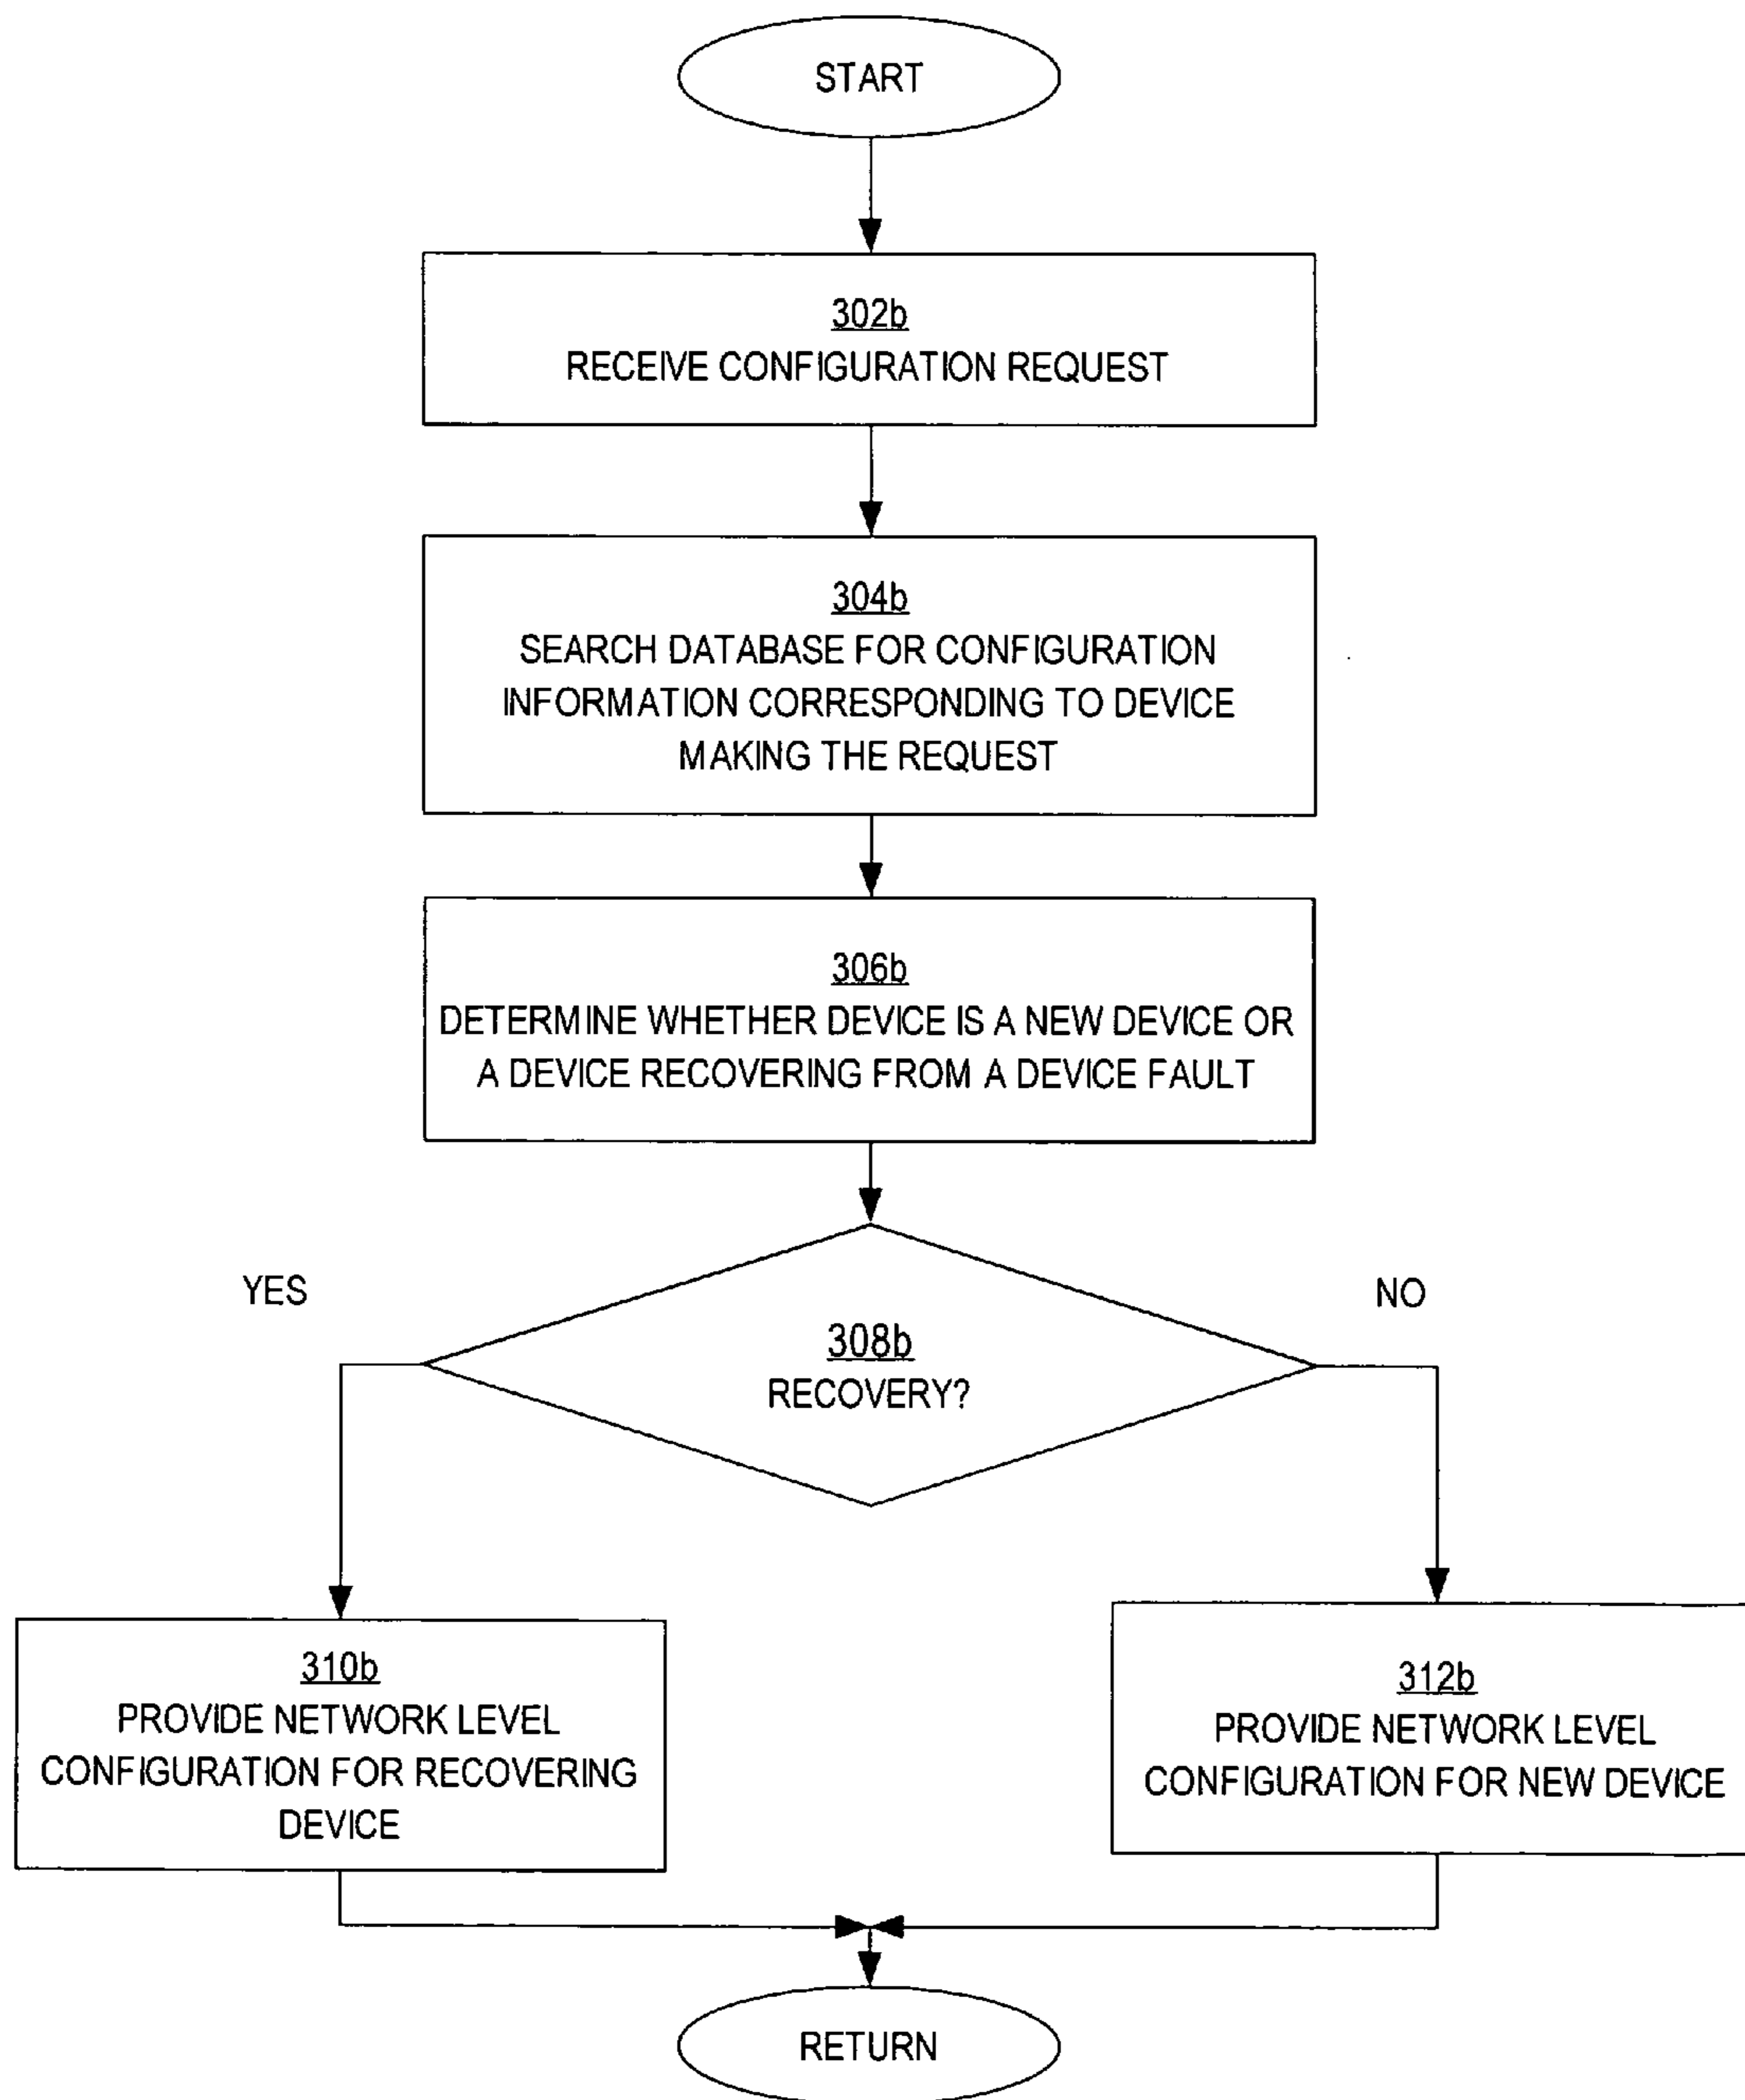 START
302b
RECEIVE CONFIGURATION REQUEST
304b
SEARCH DATABASE FOR CONFIGURATION
INFORMATION CORRESPONDING TO DEVICE
MAKING THE REQUEST
306b
DETERMINE WHETHER DEVICE IS A NEW DEVICE OR
A DEVICE RECOVERING FROM A DEVICE FAULT
YES
NO
308b
RECOVERY?
310b
PROVIDE NETWORK LEVEL
CONFIGURATION FOR RECOVERING
DEVICE
312b
PROVIDE NETWORK LEVEL
CONFIGURATION FOR NEW DEVICE
RETURN